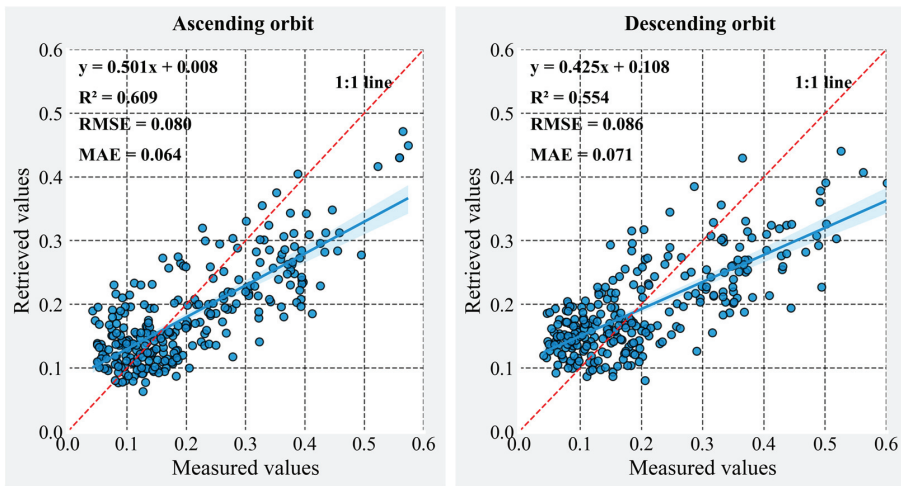 Ascending orbit
0.6
0.5
0.4
0.3
0.2
0.1
0.0
Retrieved values
y = 0.501x + 0.008
R² = 0.609
RMSE = 0.080
MAE = 0.064
1:1 line
0.0 0.1 0.2 0.3 0.4 0.5 0.6
Measured values
Descending orbit
0.6
0.5
0.4
0.3
0.2
0.1
0.0
Retrieved values
y = 0.425x + 0.108
R² = 0.554
RMSE = 0.086
MAE = 0.071
1:1 line
0.0 0.1 0.2 0.3 0.4 0.5 0.6
Measured values